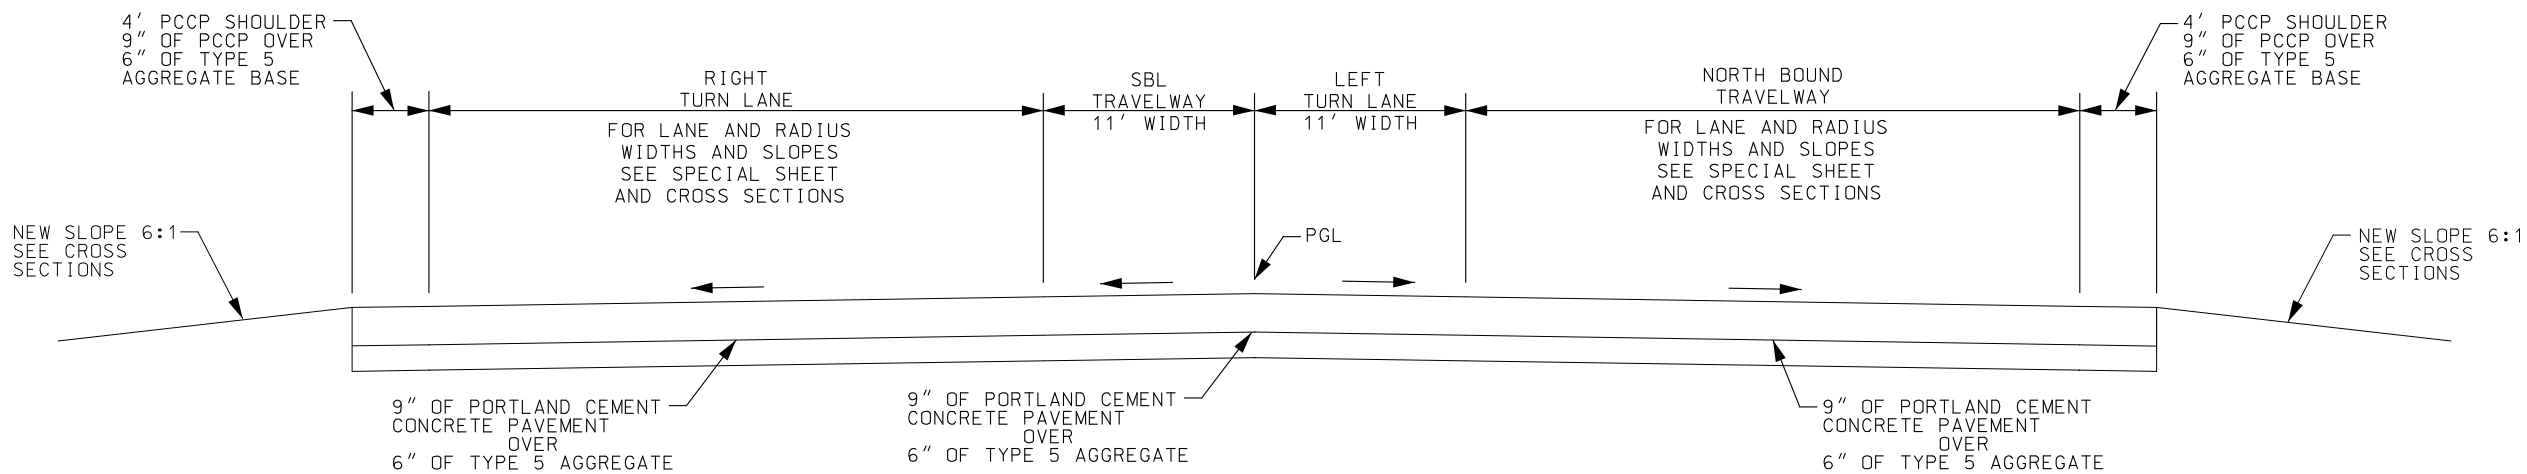 4' PCCP SHOULDER
9" OF PCCP OVER
6" OF TYPE 5
AGGREGATE BASE
RIGHT
TURN LANE
FOR LANE AND RADIUS
WIDTHS AND SLOPES
SEE SPECIAL SHEET
AND CROSS SECTIONS
SBL
TRAVELWAY
11' WIDTH
LEFT
TURN LANE
11' WIDTH
NORTH BOUND
TRAVELWAY
FOR LANE AND RADIUS
WIDTHS AND SLOPES
SEE SPECIAL SHEET
AND CROSS SECTIONS
4' PCCP SHOULDER
9" OF PCCP OVER
6" OF TYPE 5
AGGREGATE BASE
NEW SLOPE 6:1
SEE CROSS
SECTIONS
PGL
NEW SLOPE 6:1
SEE CROSS
SECTIONS
9" OF PORTLAND CEMENT
CONCRETE PAVEMENT
OVER
6" OF TYPE 5 AGGREGATE
9" OF PORTLAND CEMENT
CONCRETE PAVEMENT
OVER
6" OF TYPE 5 AGGREGATE
9" OF PORTLAND CEMENT
CONCRETE PAVEMENT
OVER
6" OF TYPE 5 AGGREGATE